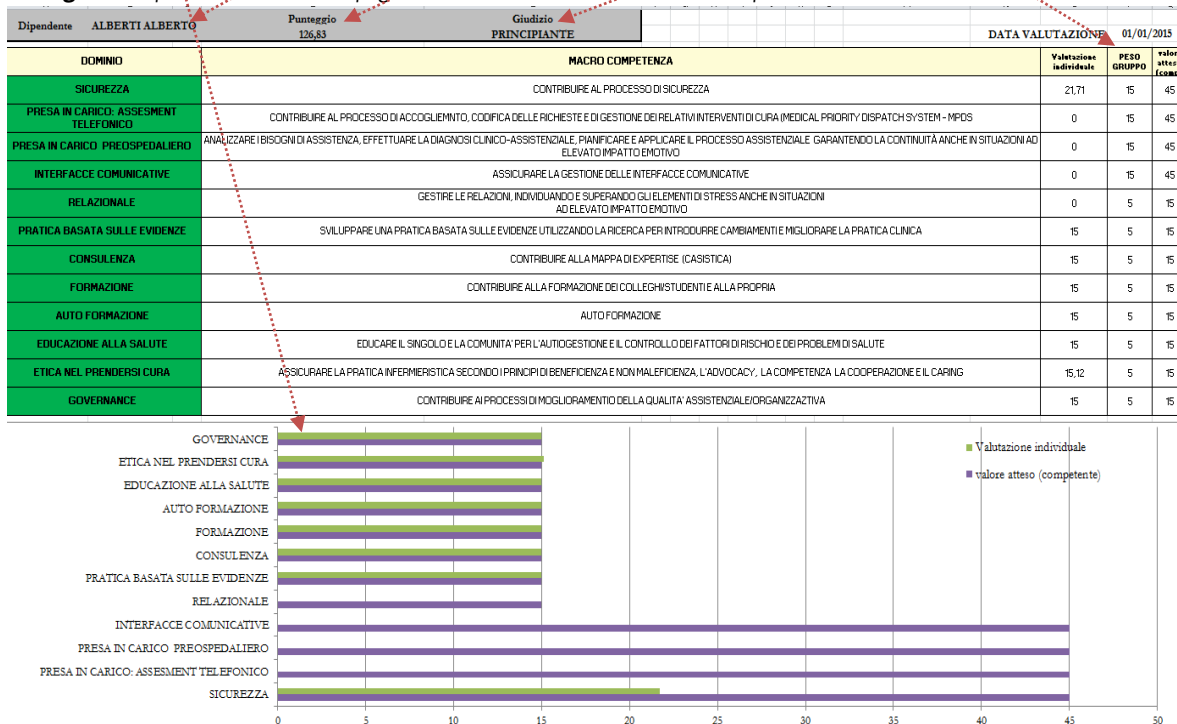 Dipendente ALBERTI ALBERTO Punteggio Giudizio
126,83 PRINCIPIANTE DATA VALUTAZIONE 01/01/2015
DOMINIO MACRO COMPETENZA Valutazione individuale PESO GRUPPO
SICUREZZA CONTRIBUIRE AL PROCESSO DI SICUREZZA 21,71 15 45
PRESA IN CARICO: ASSESMENT TELEFONICO CONTRIBUIRE AL PROCESSO DI ACCOGLIEMNTO, CODIFICA DELLE RICHIESTE E DI GESTIONE DEI RELATIVI INTERVENTI DI CURA (MEDICAL PRIORITY DISPATCH SYSTEM - MPDS 0 15 45
PRESA IN CARICO PREOSPEDALIERO ANALIZZARE I BISOGNI DI ASSISTENZA, EFFETTUARE LA DIAGNOSI CLINICO-ASSISTENZIALE, PIANIFICARE E APPLICARE IL PROCESSO ASSISTENZIALE GARANTENDO LA CONTINUITÀ ANCHE IN SITUAZIONI AD
ELEVATO IMPATTO EMOTIVO 0 15 45
INTERFACCE COMUNICATIVE ASSICURARE LA GESTIONE DELLE INTERFACCE COMUNICATIVE 0 15 45
RELAZIONALE GESTIRE LE RELAZIONI, INDIVIDUANDO E SUPERANDO GLI ELEMENTI DI STRESS ANCHE IN SITUAZIONI
AD ELEVATO IMPATTO EMOTIVO 0 5 15
PRATICA BASATA SULLE EVIDENZE SVILUPPARE UNA PRATICA BASATA SULLE EVIDENZE UTILIZZANDO LA RICERCA PER INTRODURRE CAMBIAMENTI E MIGLIORARE LA PRATICA CLINICA 15 5 15
CONSULENZA CONTRIBUIRE ALLA MAPPA DI EXPERTISE (CASISTICA) 15 5 15
FORMAZIONE CONTRIBUIRE ALLA FORMAZIONE DEI COLLEGHI/STUDENTI E ALLA PROPRIA 15 5 15
AUTO FORMAZIONE AUTO FORMAZIONE 15 5 15
EDUCAZIONE ALLA SALUTE EDUCARE IL SINGOLO E LA COMUNITA' PER L'AUTIOGESTIONE E IL CONTROLLO DEI FATTORI DI RISCHIO E DEI PROBLEMI DI SALUTE 15 5 15
ETICA NEL PRENDERSI CURA ASSICURARE LA PRATICA INFERMIERISTICA SECONDO I PRINCIPI DI BENEFICIENZA E NON MALEFICIENZA, L'ADVOCACY, LA COMPETENZA LA COOPERAZIONE E IL CARING 15,12 5 15
GOVERNANCE CONTRIBUIRE AI PROCESSI DI MOGLIORAMENTO DELLA QUALITA' ASSISTENZIALE/ORGANIZZAZTIVA 15 5 15
GOVERNANCE Valutazione individuale
ETICA NEL PRENDERSI CURA valore atteso (competente)
EDUCAZIONE ALLA SALUTE
AUTO FORMAZIONE
FORMAZIONE
CONSULENZA
PRATICA BASATA SULLE EVIDENZE
RELAZIONALE
INTERFACCE COMUNICATIVE
PRESA IN CARICO PREOSPEDALIERO
PRESA IN CARICO: ASSESMENT TELEFONICO
SICUREZZA
0 5 10 15 20 25 30 35 40 45 50